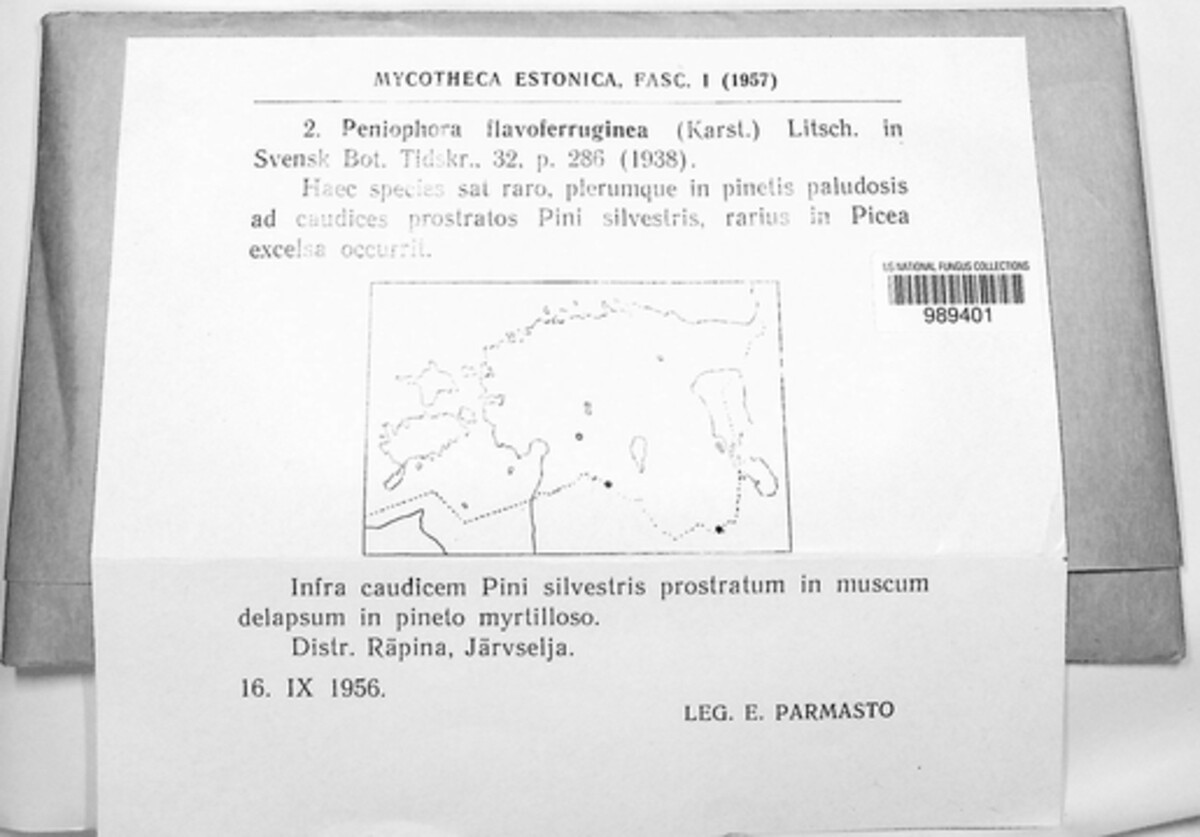 MYCOTHECA ESTONICA, FASC. I (1957)
2. Peniophora flavoferruginea (Karst.) Litsch. in
Svensk Bot. Tidskr., 32, p. 286 (1938).
Haec species sat raro, plerumque in pinetis paludosis
ad caudices prostratos Pini silvestris, rarius in Picea
excelsa occurrit.
US NATIONAL FUNGUS COLLECTIONS
989401
Infra caudicem Pini silvestris prostratum in muscum
delapsum in pineto myrtilloso.
Distr. Räpina, Järvselja.
16. IX 1956.
LEG. E. PARMASTO